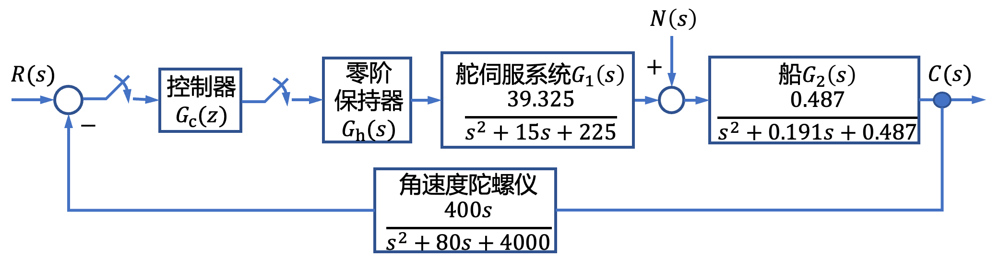 N(s)
R(s)
−
控制器
G_c(z)
零阶
保持器
G_h(s)
舵伺服系统G_1(s)
39.325
s^2 + 15s + 225
+
船G_2(s)
0.487
s^2 + 0.191s + 0.487
C(s)
角速度陀螺仪
400s
s^2 + 80s + 4000